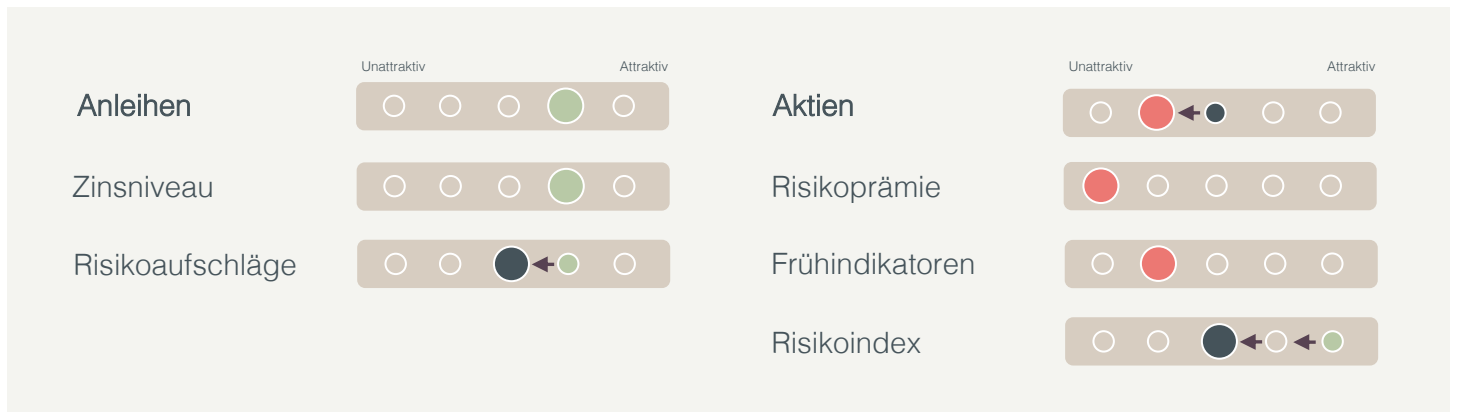 Unattraktiv Attraktiv
Anleihen
Zinsniveau
Risikoaufschläge
Unattraktiv Attraktiv
Aktien
Risikoprämie
Frühindikatoren
Risikoindex